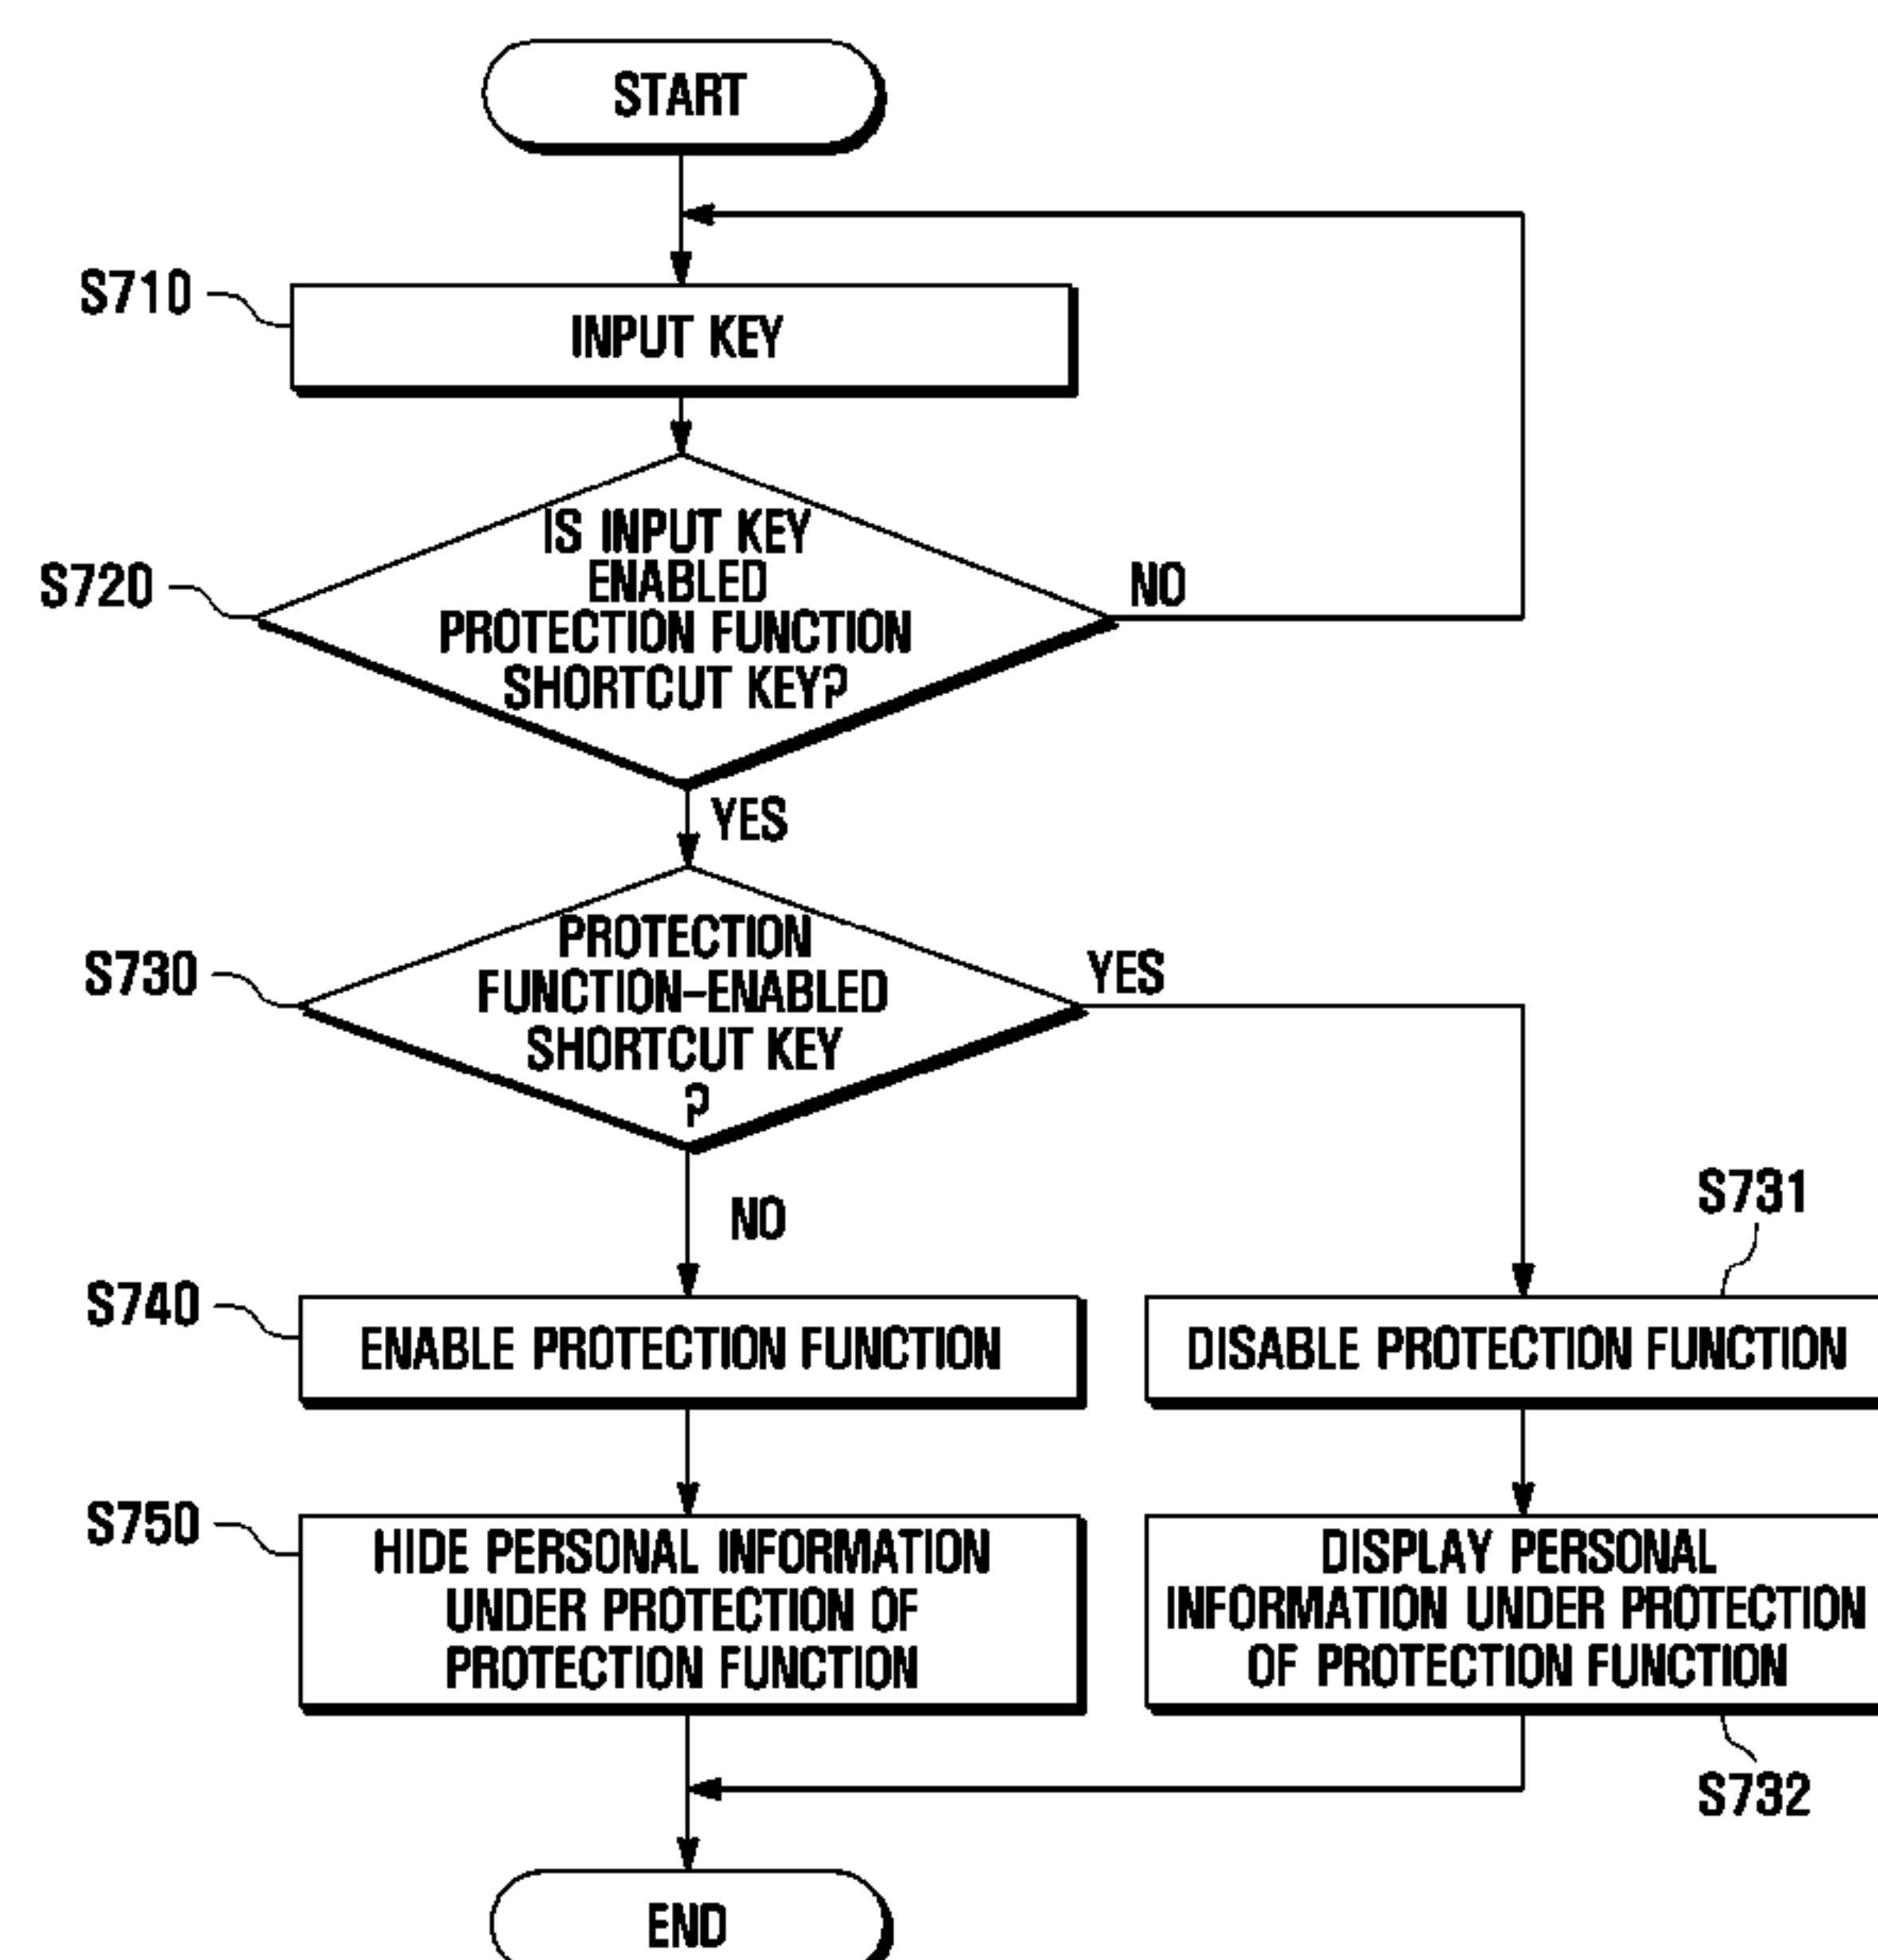 START
S710
INPUT KEY
S720
IS INPUT KEY
ENABLED
PROTECTION FUNCTION
SHORTCUT KEY?
NO
YES
S730
PROTECTION
FUNCTION-ENABLED
SHORTCUT KEY
?
YES
NO
S731
S740
ENABLE PROTECTION FUNCTION
DISABLE PROTECTION FUNCTION
S750
HIDE PERSONAL INFORMATION
UNDER PROTECTION OF
PROTECTION FUNCTION
DISPLAY PERSONAL
INFORMATION UNDER PROTECTION
OF PROTECTION FUNCTION
S732
END